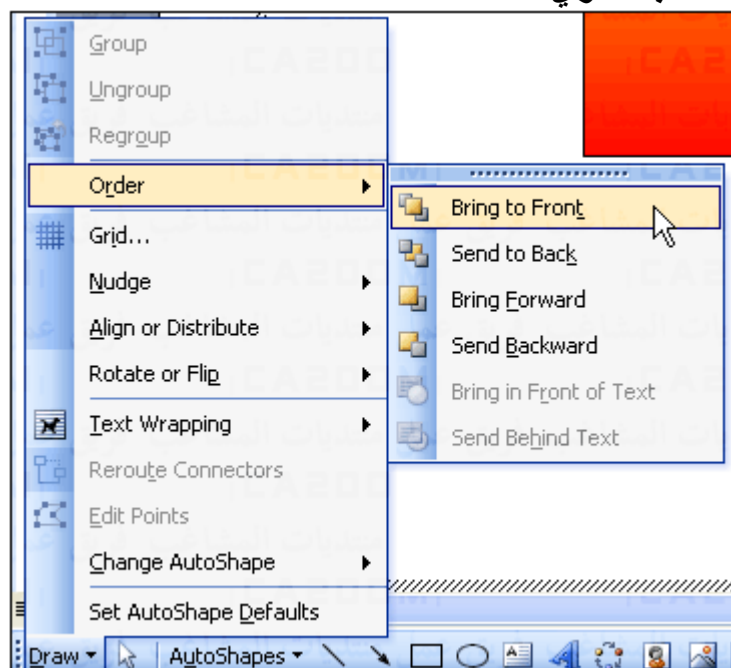 Group
Ungroup
Regroup
Order
Grid...
Nudge
Align or Distribute
Rotate or Flip
Text Wrapping
Reroute Connectors
Edit Points
Change AutoShape
Set AutoShape Defaults
Bring to Front
Send to Back
Bring Forward
Send Backward
Bring in Front of Text
Send Behind Text
Draw AutoShapes